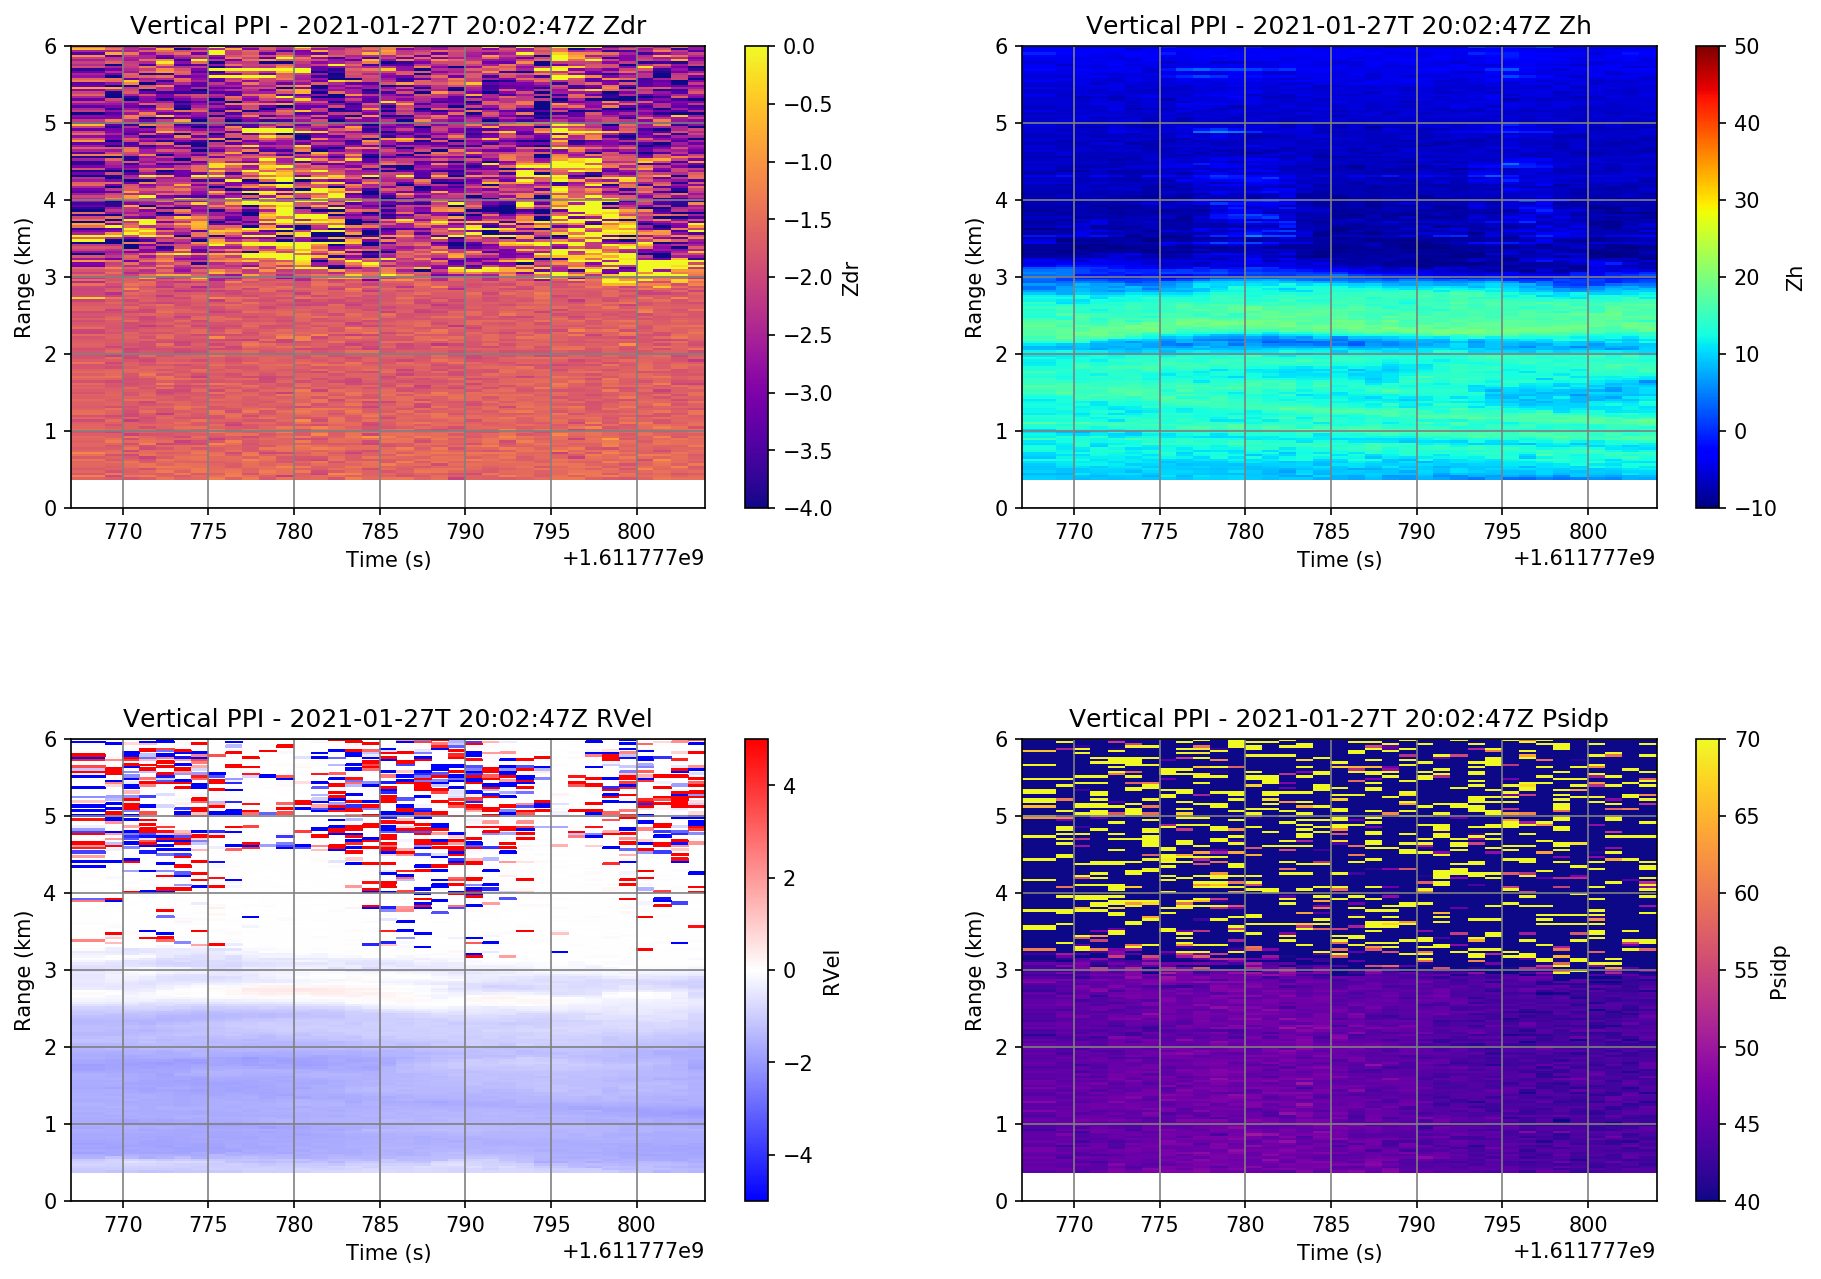 Vertical PPI - 2021-01-27T 20:02:47Z Zdr
6
5
4
3
2
1
0
Range (km)
770 775 780 785 790 795 800
Time (s)
+1.611777e9
0.0
−0.5
−1.0
−1.5
−2.0
−2.5
−3.0
−3.5
−4.0
Zdr
Vertical PPI - 2021-01-27T 20:02:47Z Zh
6
5
4
3
2
1
0
Range (km)
770 775 780 785 790 795 800
Time (s)
+1.611777e9
50
40
30
20
10
0
−10
Zh
Vertical PPI - 2021-01-27T 20:02:47Z RVel
6
5
4
3
2
1
0
Range (km)
770 775 780 785 790 795 800
Time (s)
+1.611777e9
4
2
0
−2
−4
RVel
Vertical PPI - 2021-01-27T 20:02:47Z Psidp
6
5
4
3
2
1
0
Range (km)
770 775 780 785 790 795 800
Time (s)
+1.611777e9
70
65
60
55
50
45
40
Psidp